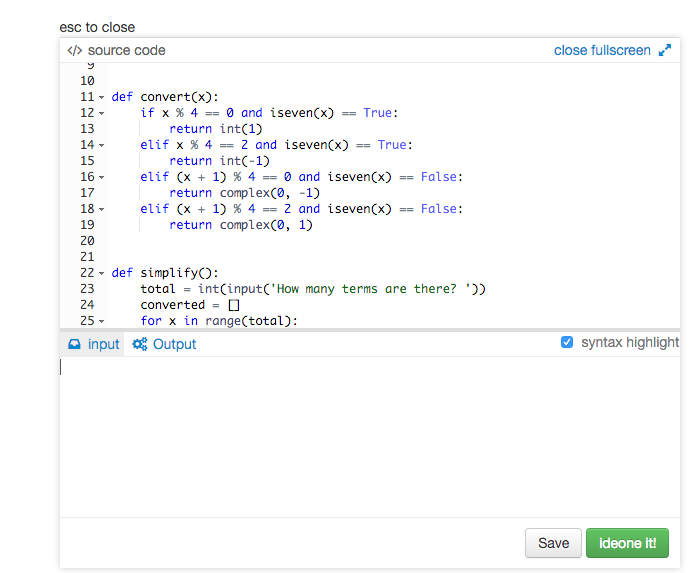 esc to close
</> source code close fullscreen
9
10
11 def convert(x):
12 if x % 4 == 0 and iseven(x) == True:
13 return int(1)
14 elif x % 4 == 2 and iseven(x) == True:
15 return int(-1)
16 elif (x + 1) % 4 == 0 and iseven(x) == False:
17 return complex(0, -1)
18 elif (x + 1) % 4 == 2 and iseven(x) == False:
19 return complex(0, 1)
20
21
22 def simplify():
23 total = int(input('How many terms are there? '))
24 converted = []
25 for x in range(total):
input Output syntax highlight
Save ideone it!